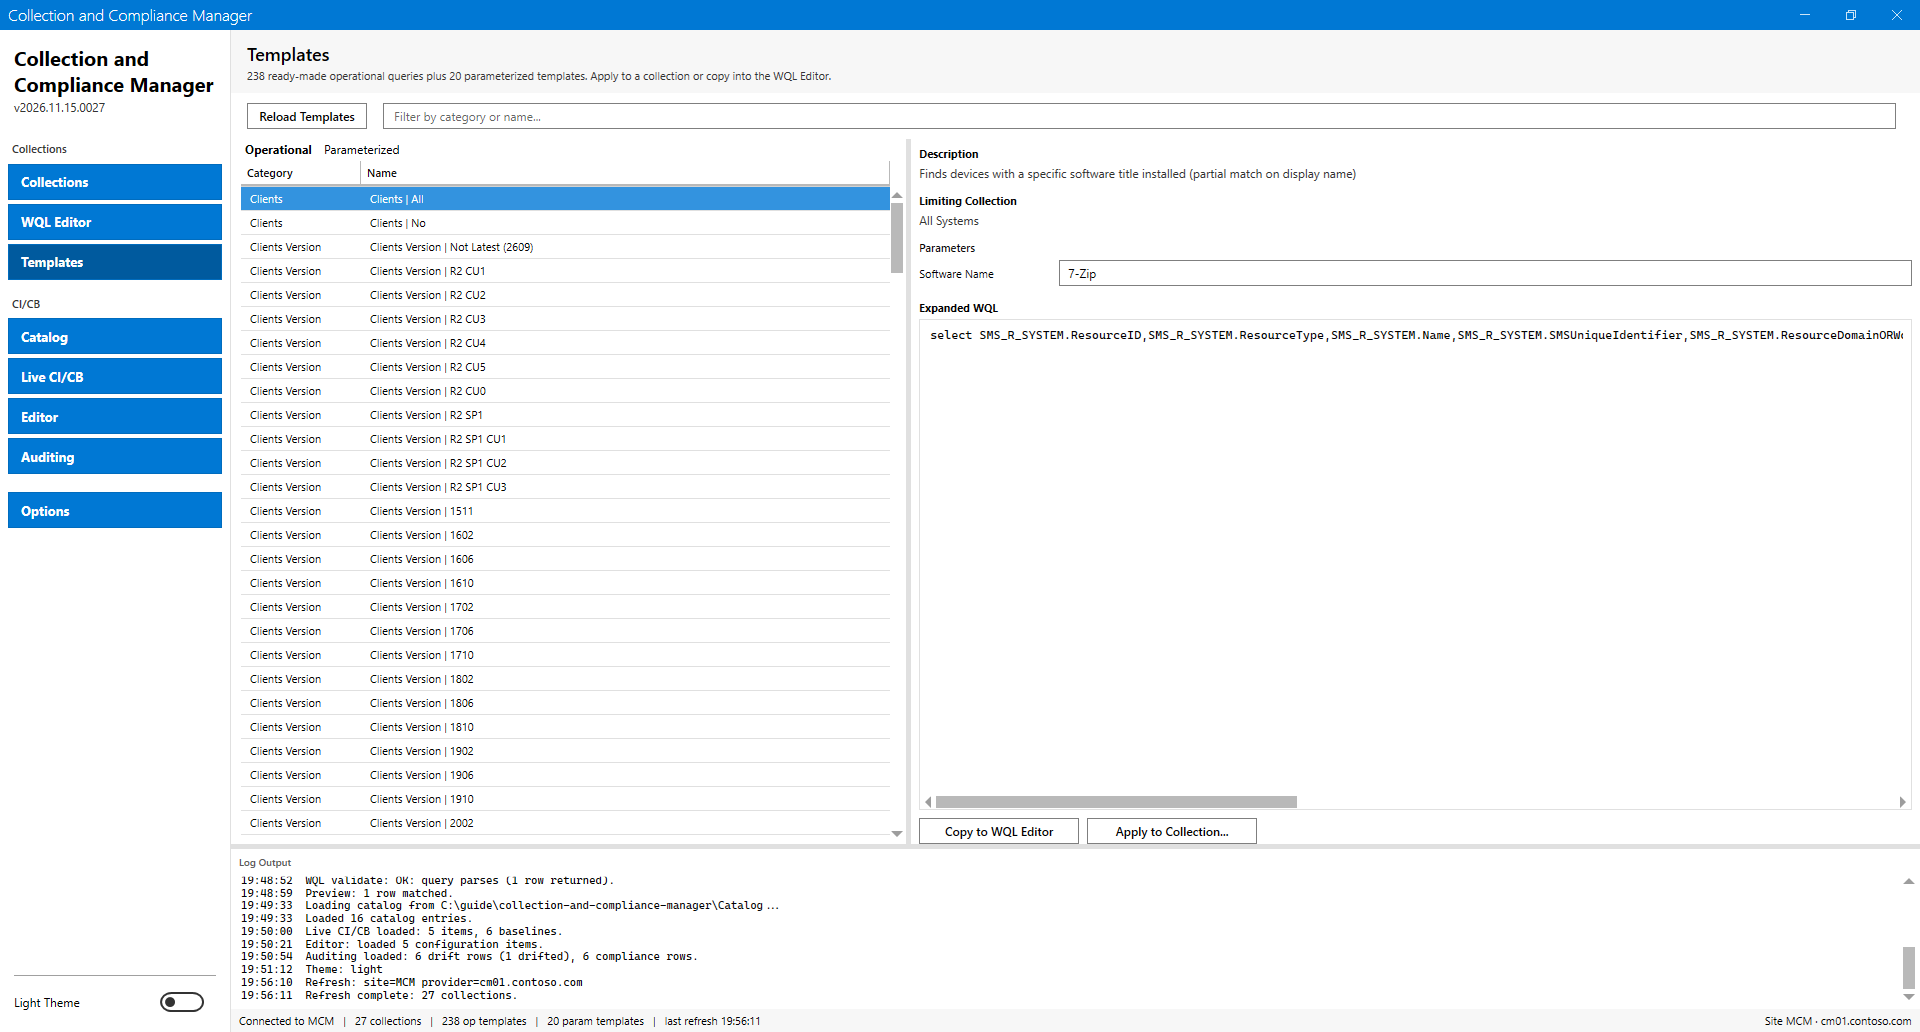 Collection and Compliance Manager
Collection and
Compliance Manager
v2026.11.15.0027
Collections
Collections
WQL Editor
Templates
CI/CB
Catalog
Live CI/CB
Editor
Auditing
Options
Light Theme
Templates
238 ready-made operational queries plus 20 parameterized templates. Apply to a collection or copy into the WQL Editor.
Reload Templates
Filter by category or name...
Operational Parameterized
Category Name
Clients Clients | All
Clients Clients | No
Clients Version Clients Version | Not Latest (2609)
Clients Version Clients Version | R2 CU1
Clients Version Clients Version | R2 CU2
Clients Version Clients Version | R2 CU3
Clients Version Clients Version | R2 CU4
Clients Version Clients Version | R2 CU5
Clients Version Clients Version | R2 CU0
Clients Version Clients Version | R2 SP1
Clients Version Clients Version | R2 SP1 CU1
Clients Version Clients Version | R2 SP1 CU2
Clients Version Clients Version | R2 SP1 CU3
Clients Version Clients Version | 1511
Clients Version Clients Version | 1602
Clients Version Clients Version | 1606
Clients Version Clients Version | 1610
Clients Version Clients Version | 1702
Clients Version Clients Version | 1706
Clients Version Clients Version | 1710
Clients Version Clients Version | 1802
Clients Version Clients Version | 1806
Clients Version Clients Version | 1810
Clients Version Clients Version | 1902
Clients Version Clients Version | 1906
Clients Version Clients Version | 1910
Clients Version Clients Version | 2002
Description
Finds devices with a specific software title installed (partial match on display name)
Limiting Collection
All Systems
Parameters
Software Name 7-Zip
Expanded WQL
select SMS_R_SYSTEM.ResourceID,SMS_R_SYSTEM.ResourceType,SMS_R_SYSTEM.Name,SMS_R_SYSTEM.SMSUniqueIdentifier,SMS_R_SYSTEM.ResourceDomainORW
Copy to WQL Editor
Apply to Collection...
Log Output
19:48:52 WQL validate: OK: query parses (1 row returned).
19:48:59 Preview: 1 row matched.
19:49:33 Loading catalog from C:\guide\collection-and-compliance-manager\Catalog...
19:49:33 Loaded 16 catalog entries.
19:50:00 Live CI/CB loaded: 5 items, 6 baselines.
19:50:21 Editor: loaded 5 configuration items.
19:50:54 Auditing loaded: 6 drift rows (1 drifted), 6 compliance rows.
19:51:12 Theme: light
19:56:10 Refresh: site=MCM provider=cm01.contoso.com
19:56:11 Refresh complete: 27 collections.
Connected to MCM | 27 collections | 238 op templates | 20 param templates | last refresh 19:56:11
Site MCM · cm01.contoso.com